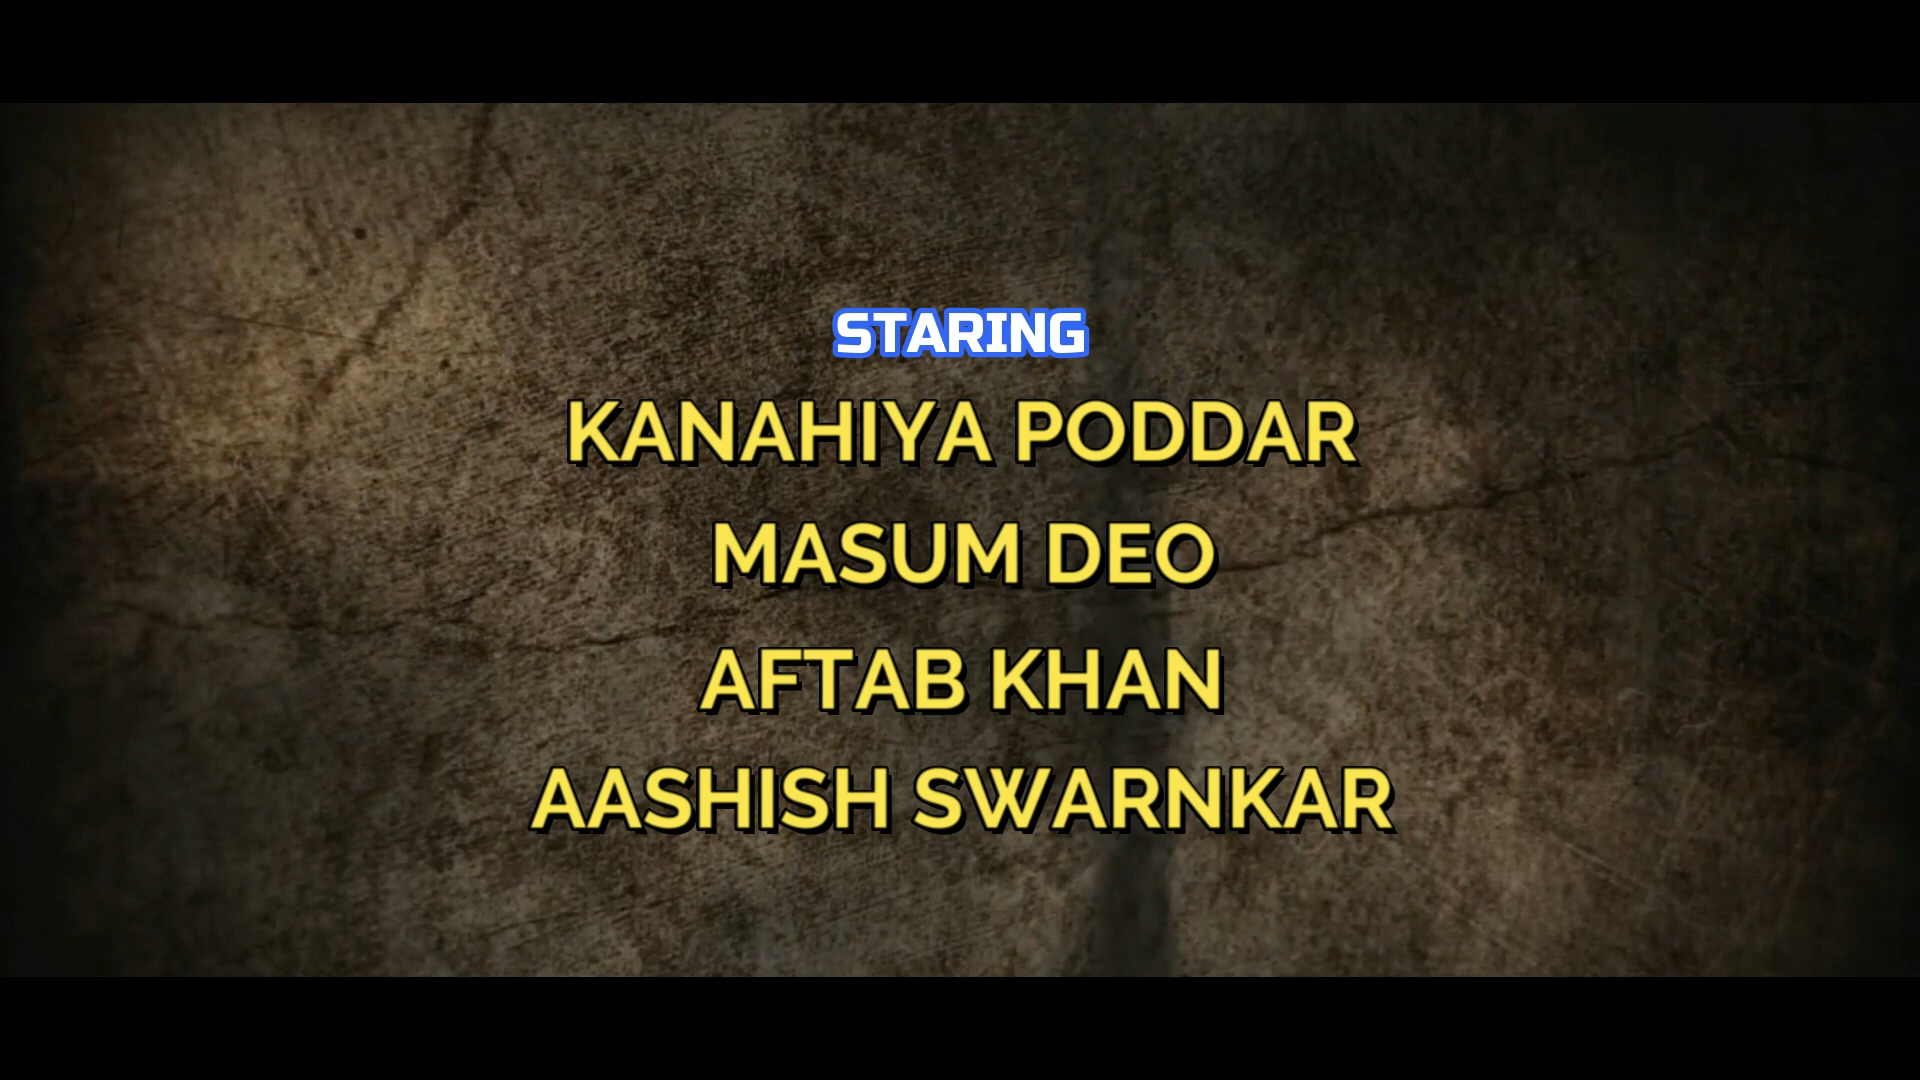 STARING
KANAHIYA PODDAR
MASUM DEO
AFTAB KHAN
AASHISH SWARNKAR